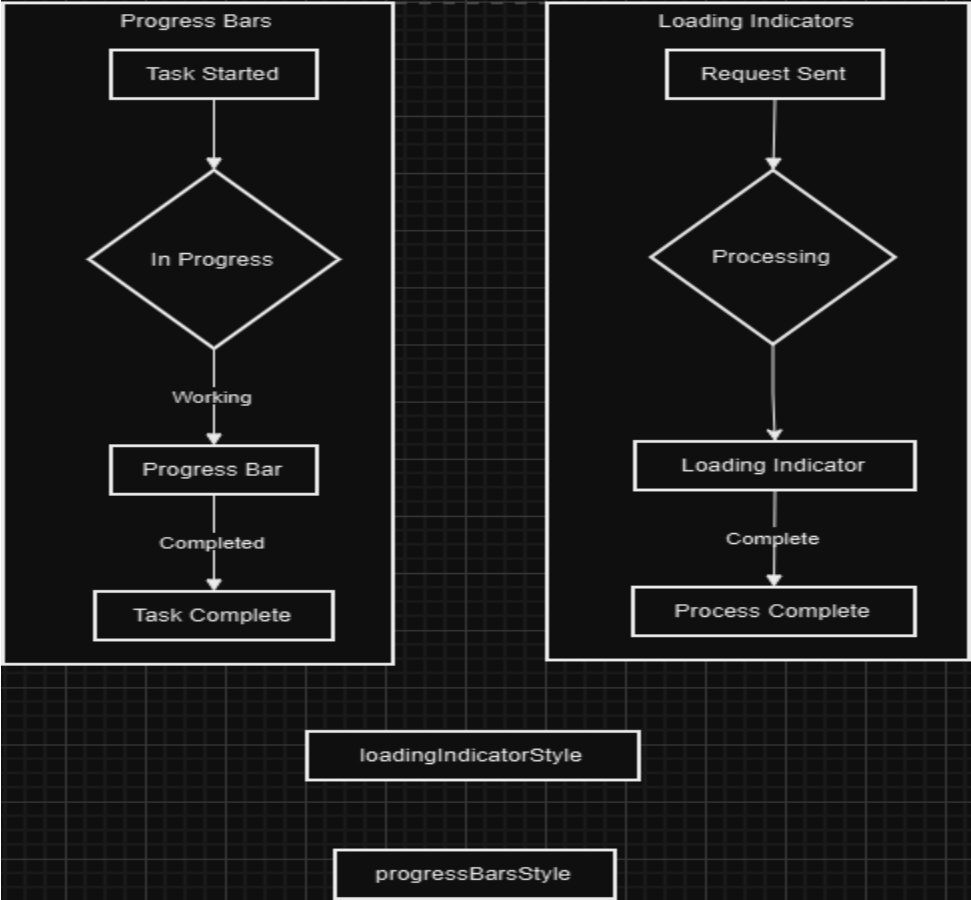 Progress Bars
Task Started
In Progress
Working
Progress Bar
Completed
Task Complete
Loading Indicators
Request Sent
Processing
Loading Indicator
Complete
Process Complete
loadingIndicatorStyle
progressBarsStyle